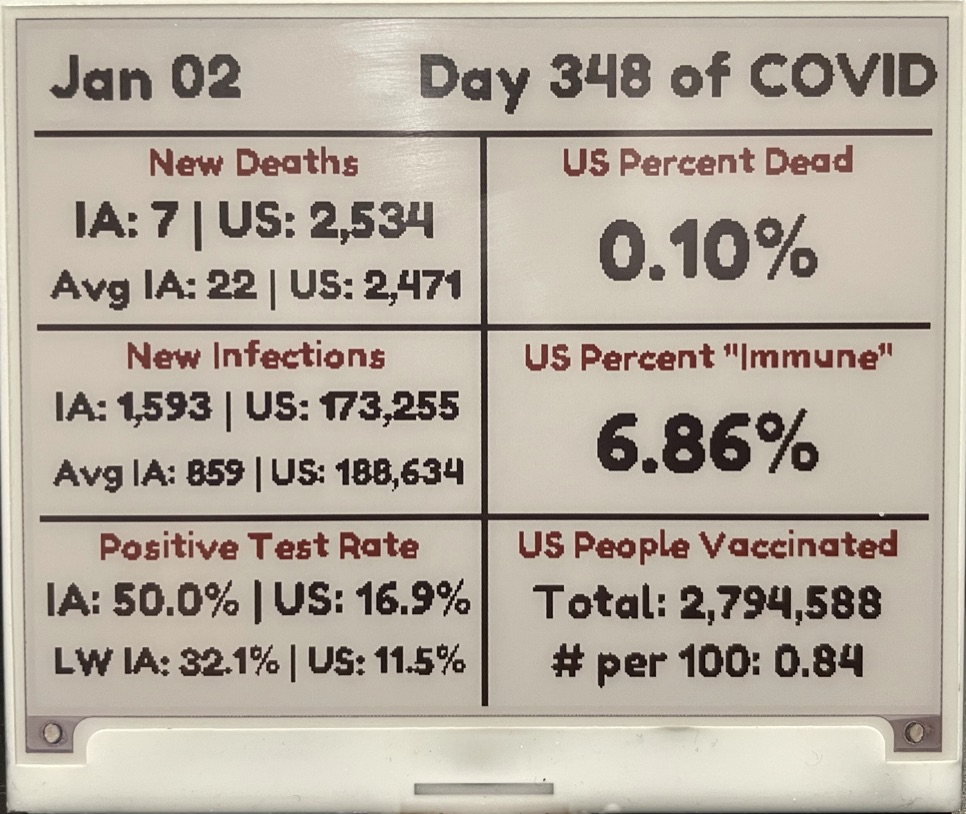 Jan 02 Day 348 of COVID
New Deaths
IA: 7 | US: 2,534
Avg IA: 22 | US: 2,471
US Percent Dead
0.10%
New Infections
IA: 1,593 | US: 173,255
Avg IA: 859 | US: 188,634
US Percent "Immune"
6.86%
Positive Test Rate
IA: 50.0% | US: 16.9%
LW IA: 32.1% | US: 11.5%
US People Vaccinated
Total: 2,794,588
# per 100: 0.84